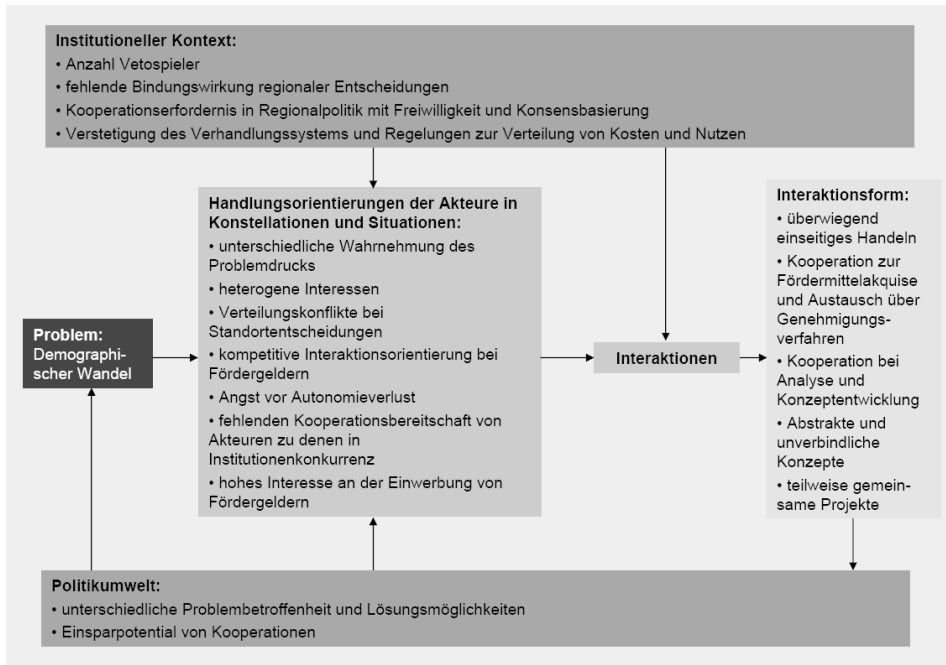 Institutioneller Kontext:
• Anzahl Vetospieler
• fehlende Bindungswirkung regionaler Entscheidungen
• Kooperationserfordernis in Regionalpolitik mit Freiwilligkeit und Konsensbasierung
• Verstetigung des Verhandlungssystems und Regelungen zur Verteilung von Kosten und Nutzen
Problem:
Demographi-
scher Wandel
Handlungsorientierungen der Akteure in
Konstellationen und Situationen:
• unterschiedliche Wahrnehmung des
Problemdrucks
• heterogene Interessen
• Verteilungskonflikte bei
Standortentscheidungen
• kompetitive Interaktionsorientierung bei
Fördergeldern
• Angst vor Autonomieverlust
• fehlenden Kooperationsbereitschaft von
Akteuren zu denen in
Institutionenkonkurrenz
• hohes Interesse an der Einwerbung von
Fördergeldern
Interaktionen
Interaktionsform:
• überwiegend
einseitiges Handeln
• Kooperation zur
Fördermittelakquise
und Austausch über
Genehmigungs-
verfahren
• Kooperation bei
Analyse und
Konzeptentwicklung
• Abstrakte und
unverbindliche
Konzepte
• teilweise gemein-
same Projekte
Politikumwelt:
• unterschiedliche Problembetroffenheit und Lösungsmöglichkeiten
• Einsparpotential von Kooperationen